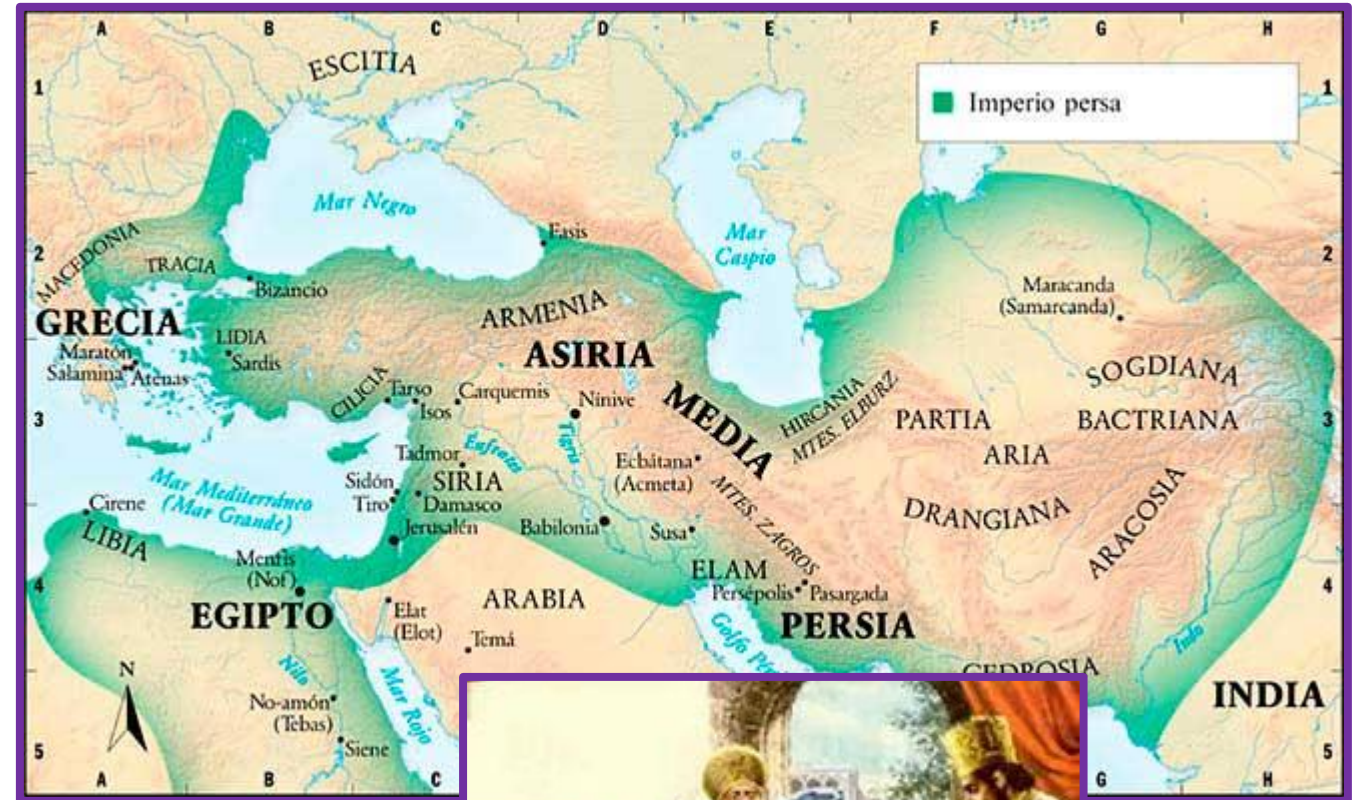 A B C D E F G H
1 1
ESCITIA
Imperio persa
Mar Negro
Fasis
Mar
Caspio
2 2
MACEDONIA
TRACIA
Bizancio
Maracanda
(Samarcanda)
ARMENIA
GRECIA
LIDIA
Sardis
ASIRIA
Maratón
Salamina
Atenas
SOGDIANA
CILICIA
Tarso
Isos
Carquemis
Nínive
MEDIA
HIRCANIA
MTES. ELBURZ
PARTIA
BACTRIANA
3 3
Tadmor
Éufrates
Tigris
Ecbátana
(Acmeta)
ARIA
Mar Mediterráneo
(Mar Grande)
Sidón
Tiro
SIRIA
Damasco
MTES. ZAGROS
DRANGIANA
ARACOSIA
Cirene
LIBIA
Jerusalén
Babilonia
Susa
Menfis
(Nof)
ELAM
Persépolis
Pasargada
4 4
EGIPTO
Elat
(Elot)
ARABIA
PERSIA
Temá
Golfo
Indo
N
Nilo
Mar Rojo
INDIA
No-amón
(Tebas)
Siene
5 5
A B C G H